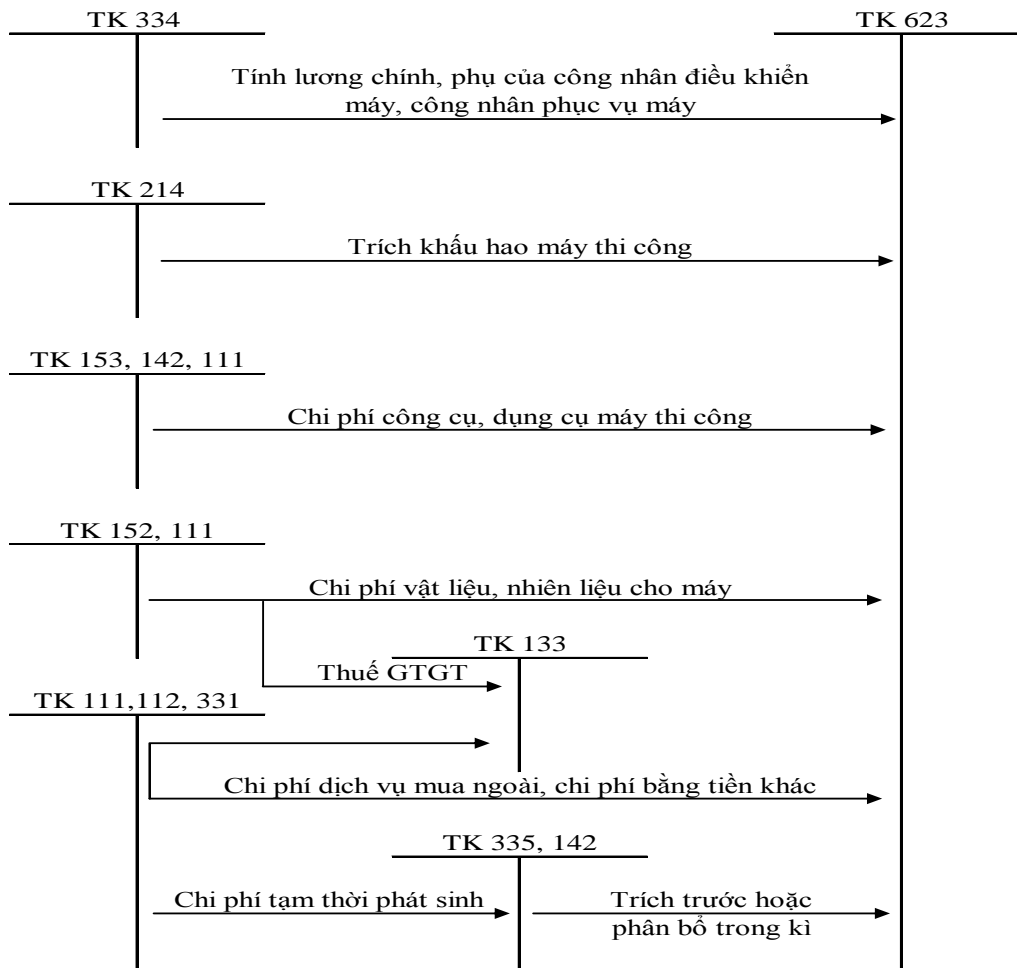 TK 334
TK 623
Tính lương chính, phụ của công nhân điều khiển
máy, công nhân phục vụ máy
TK 214
Trích khấu hao máy thi công
TK 153, 142, 111
Chi phí công cụ, dụng cụ máy thi công
TK 152, 111
Chi phí vật liệu, nhiên liệu cho máy
TK 133
Thuế GTGT
TK 111,112, 331
Chi phí dịch vụ mua ngoài, chi phí bằng tiền khác
TK 335, 142
Chi phí tạm thời phát sinh
Trích trước hoặc
phân bổ trong kì